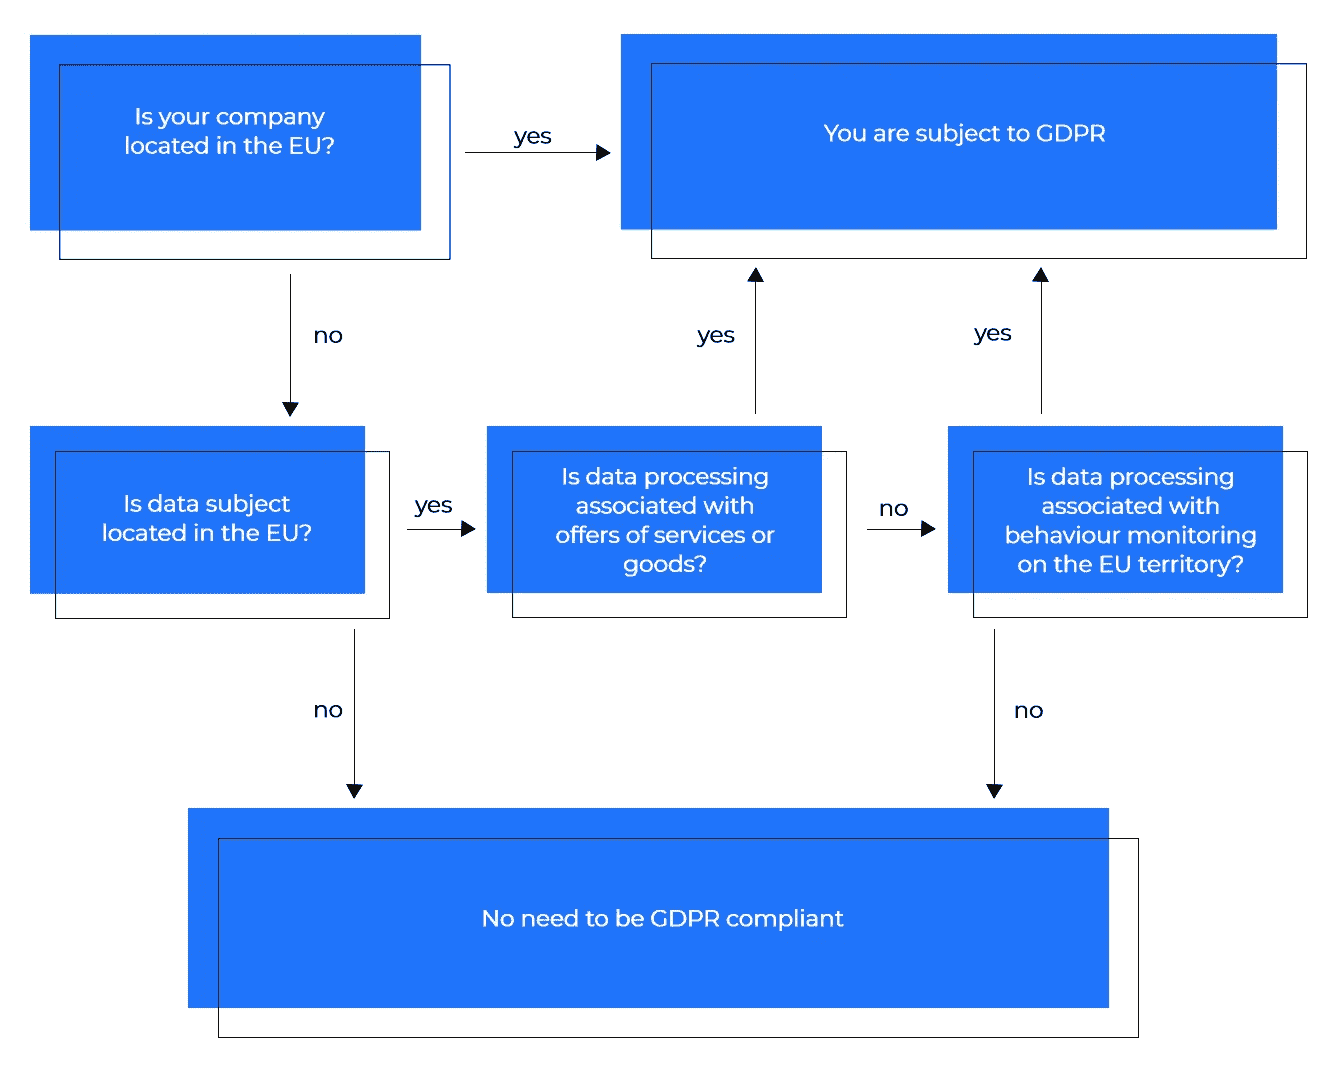 Is your company
located in the EU?
yes
You are subject to GDPR
no
yes
yes
Is data subject
located in the EU?
yes
Is data processing
associated with
offers of services or
goods?
no
Is data processing
associated with
behaviour monitoring
on the EU territory?
no
no
No need to be GDPR compliant